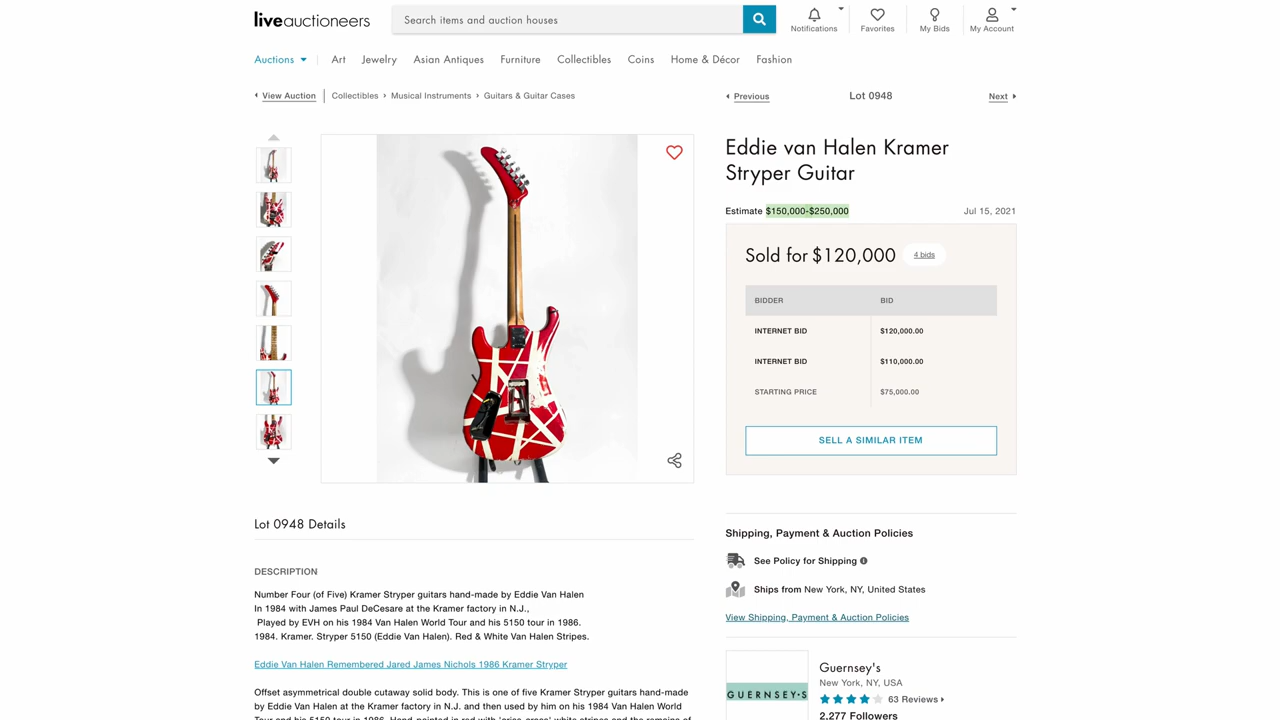 liveauctioneers
Search items and auction houses
Notifications
Favorites
My Bids
My Account
Auctions
Art
Jewelry
Asian Antiques
Furniture
Collectibles
Coins
Home & Décor
Fashion
View Auction
Collectibles › Musical Instruments › Guitars & Guitar Cases
Previous
Lot 0948
Next
Eddie van Halen Kramer
Stryper Guitar
Estimate $150,000-$250,000
Jul 15, 2021
Sold for $120,000
4 bids
BIDDER BID
INTERNET BID $120,000.00
INTERNET BID $110,000.00
STARTING PRICE $75,000.00
SELL A SIMILAR ITEM
Lot 0948 Details
DESCRIPTION
Number Four (of Five) Kramer Stryper guitars hand-made by Eddie Van Halen
In 1984 with James Paul DeCesare at the Kramer factory in N.J.,
Played by EVH on his 1984 Van Halen World Tour and his 5150 tour in 1986.
1984. Kramer. Stryper 5150 (Eddie Van Halen). Red & White Van Halen Stripes.
Eddie Van Halen Remembered Jared James Nichols 1986 Kramer Stryper
Offset asymmetrical double cutaway solid body. This is one of five Kramer Stryper guitars hand-made
by Eddie Van Halen at the Kramer factory in N.J. and then used by him on his 1984 Van Halen World
Shipping, Payment & Auction Policies
See Policy for Shipping
Ships from New York, NY, United States
View Shipping, Payment & Auction Policies
GUERNSEY'S
Guernsey's
New York, NY, USA
63 Reviews
2,277 Followers